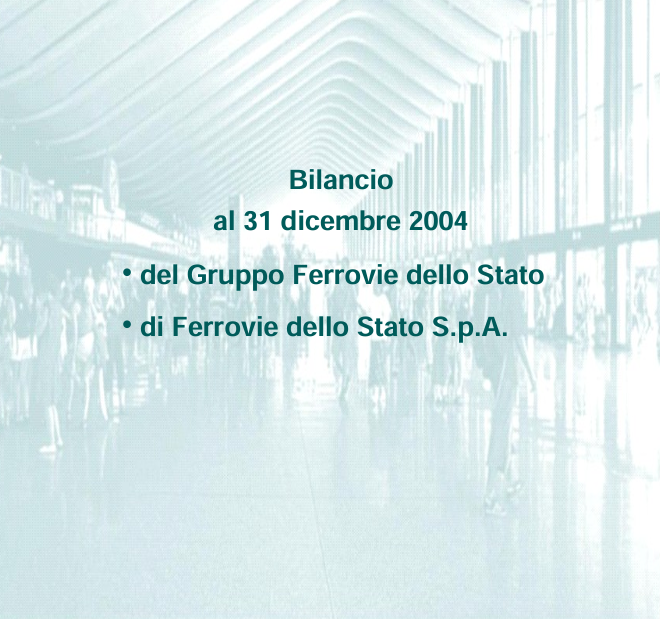 Bilancio
al 31 dicembre 2004
• del Gruppo Ferrovie dello Stato
• di Ferrovie dello Stato S.p.A.